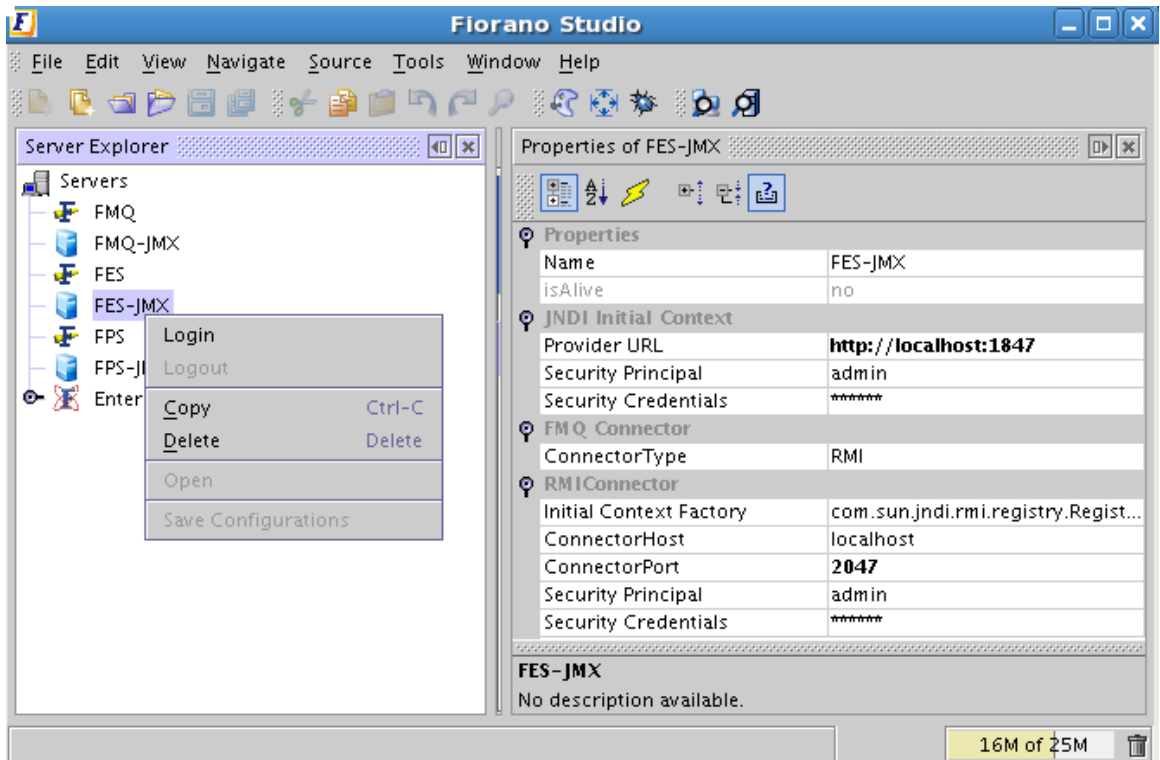 Fiorano Studio
File Edit View Navigate Source Tools Window Help
Server Explorer
Servers
FMQ
FMQ-JMX
FES
FES-JMX
FPS
FPS-J
Enter
Login
Logout
Copy Ctrl-C
Delete Delete
Open
Save Configurations
Properties of FES-JMX
Properties
Name FES-JMX
isAlive no
JNDI Initial Context
Provider URL http://localhost:1847
Security Principal admin
Security Credentials ******
FMQ Connector
ConnectorType RMI
RMIConnector
Initial Context Factory com.sun.jndi.rmi.registry.Regist...
ConnectorHost localhost
ConnectorPort 2047
Security Principal admin
Security Credentials ******
FES-JMX
No description available.
16M of 25M